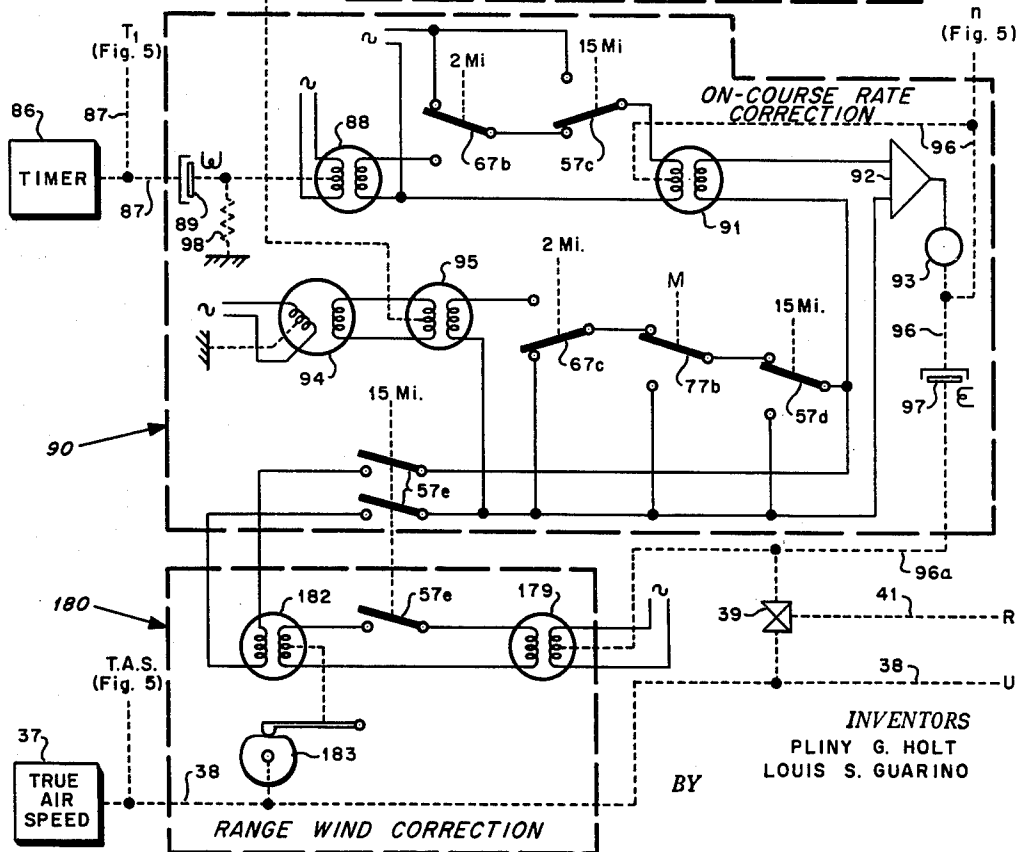 T1
(Fig. 5)
n
(Fig. 5)
86
TIMER
87
87
89
98
88
2 Mi
67b
15 Mi
57c
ON-COURSE RATE
CORRECTION
96
91
92
93
95
94
2 Mi.
67c
M
77b
15 Mi.
57d
96
97
90
15 Mi.
57e
96a
180
182
57e
179
39
41
R
38
U
T.A.S.
(Fig. 5)
37
TRUE
AIR
SPEED
38
183
RANGE WIND CORRECTION
INVENTORS
PLINY G. HOLT
LOUIS S. GUARINO
BY